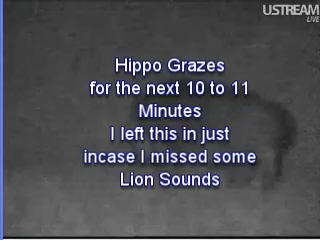 USTREAM
LIVE
Hippo Grazes
for the next 10 to 11
Minutes
I left this in just
incase I missed some
Lion Sounds